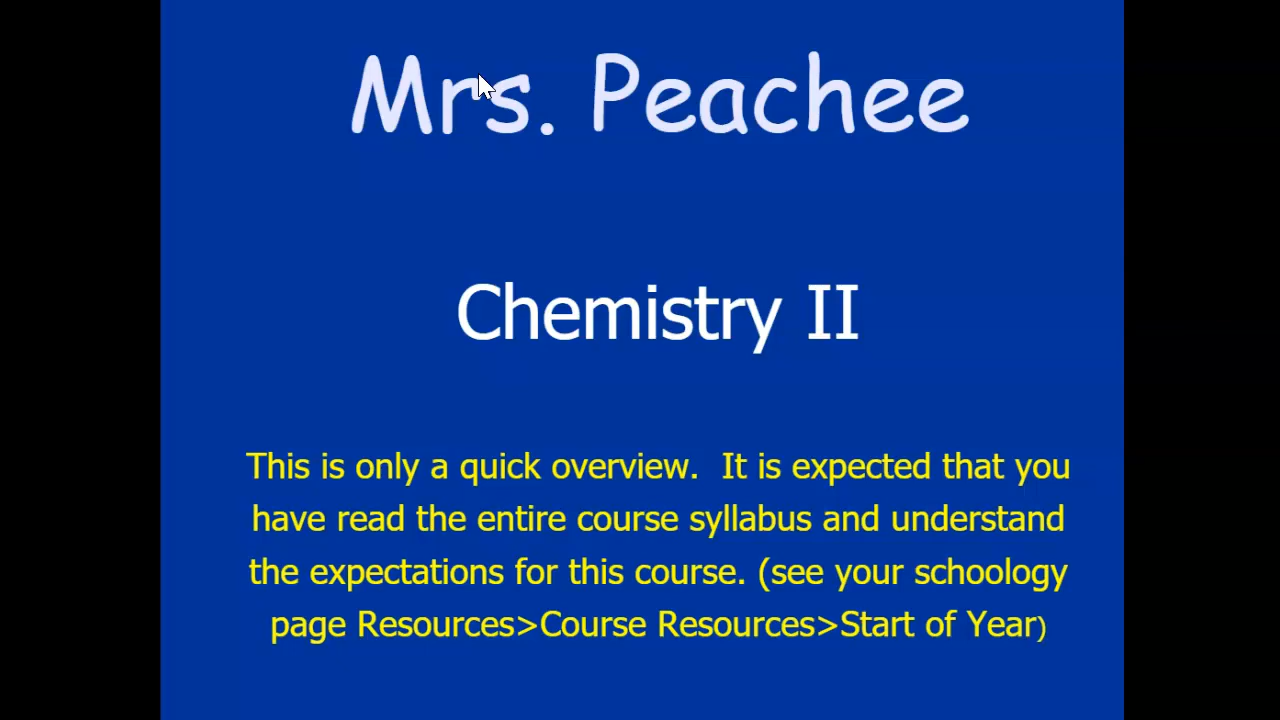 Mrs. Peachee
Chemistry II
This is only a quick overview.  It is expected that you
have read the entire course syllabus and understand
the expectations for this course. (see your schoology
page Resources>Course Resources>Start of Year)